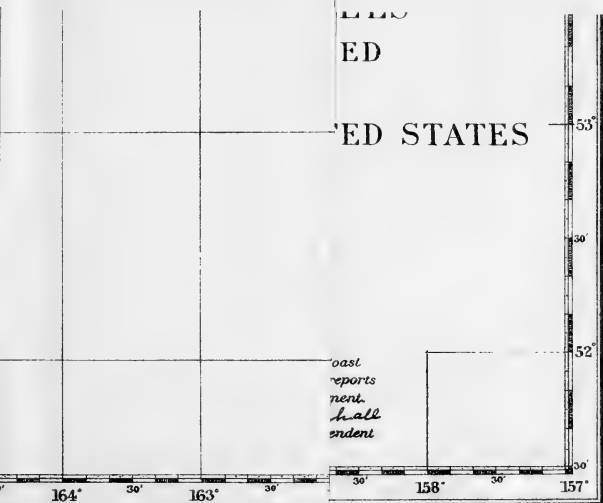 ED
'ED STATES
53°
30'
52°
oast
reports
ment.
hall
endent
30'
164° 30' 163° 30' 30' 158° 30' 157°